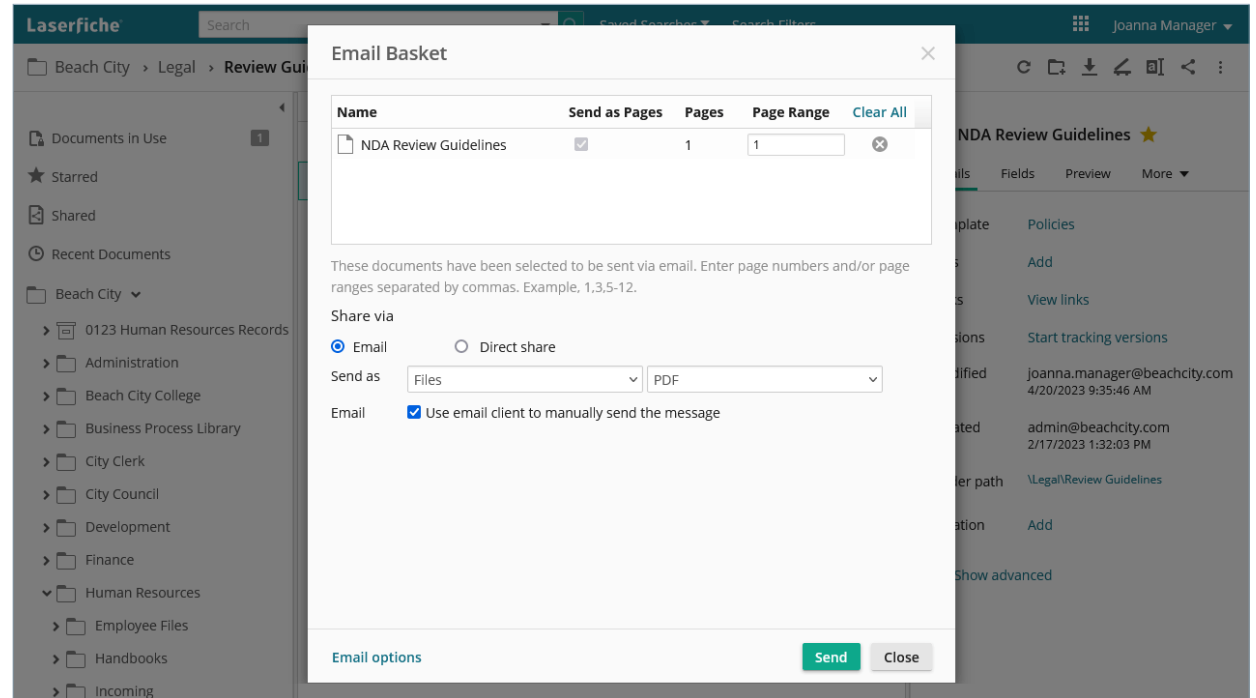 Laserfiche
Search
Saved Searches
Search Filters
Joanna Manager
Beach City > Legal > Review
Documents in Use 1
Starred
Shared
Recent Documents
Beach City
0123 Human Resources Records
Administration
Beach City College
Business Process Library
City Clerk
City Council
Development
Finance
Human Resources
Employee Files
Handbooks
Incoming
Email Basket
Name Send as Pages Pages Page Range Clear All
NDA Review Guidelines 1 1
These documents have been selected to be sent via email. Enter page numbers and/or page
ranges separated by commas. Example, 1,3,5-12.
Share via
Email Direct share
Send as Files PDF
Email Use email client to manually send the message
Email options Send Close
NDA Review Guidelines
Fields Preview More
Policies
Add
View links
Start tracking versions
joanna.manager@beachcity.com
4/20/2023 9:35:46 AM
admin@beachcity.com
2/17/2023 1:32:03 PM
path \Legal\Review Guidelines
Add
Show advanced